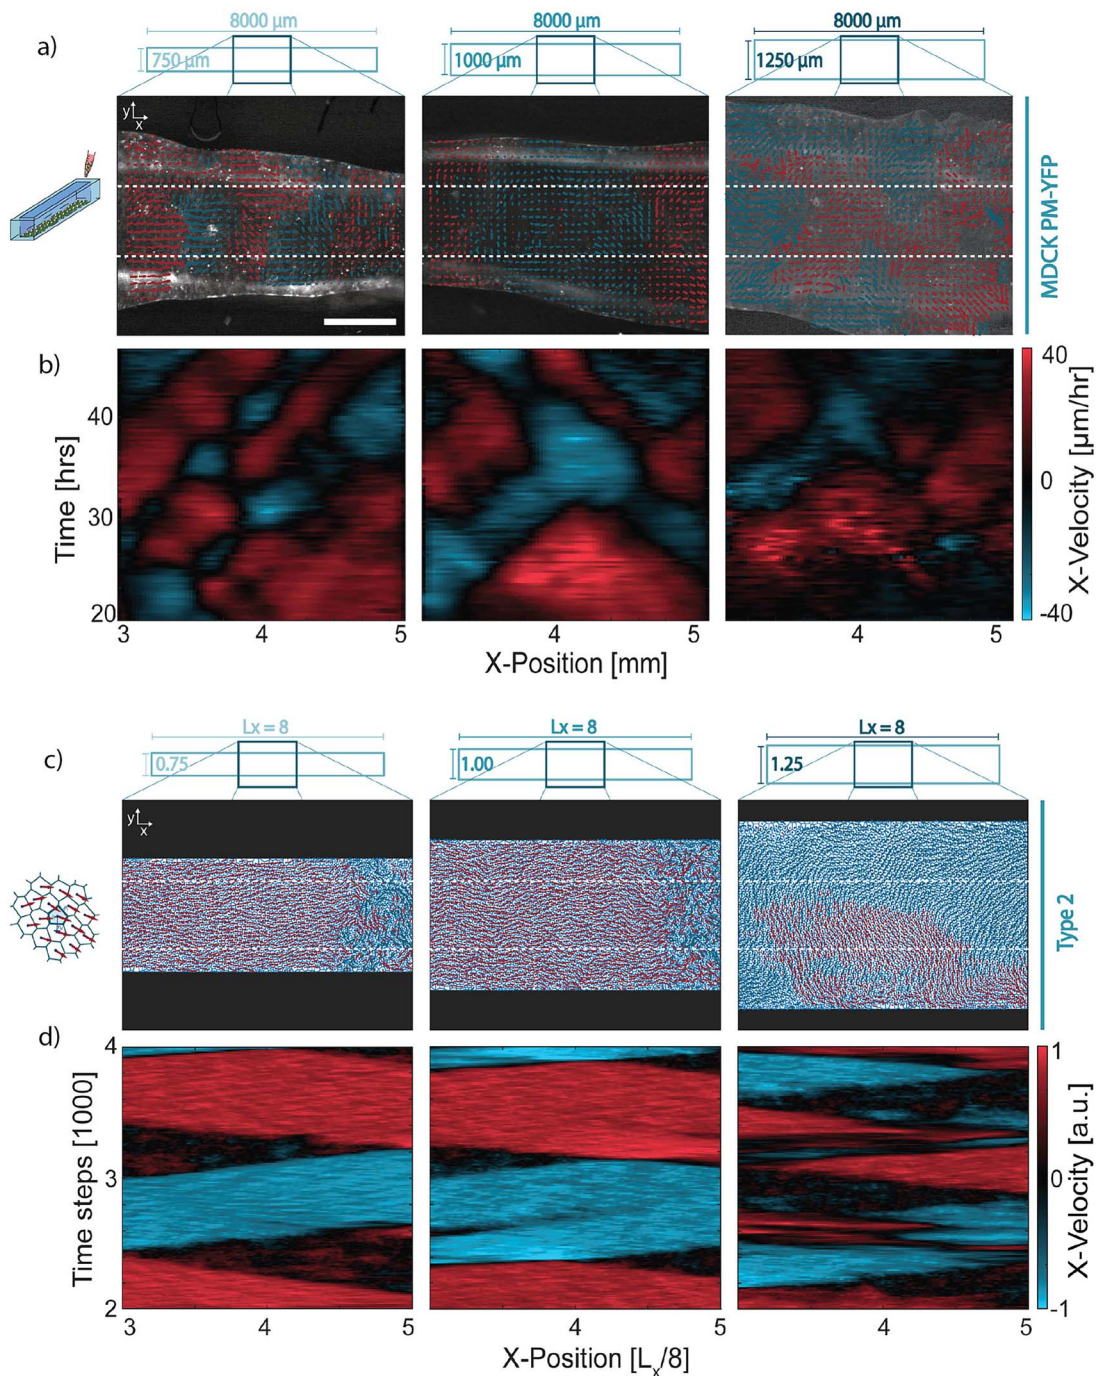 a)
8000 μm
8000 μm
8000 μm
750 μm
1000 μm
1250 μm
y
x
MDCK PM-YFP
b)
Time [hrs]
40
30
20
3
4
5
4
5
4
5
X-Position [mm]
40
0
-40
X-Velocity [μm/hr]
c)
Lx = 8
Lx = 8
Lx = 8
0.75
1.00
1.25
y
x
Type 2
d)
Time steps [1000]
4
3
2
3
4
5
4
5
4
5
X-Position [Lx/8]
1
0
-1
X-Velocity [a.u.]